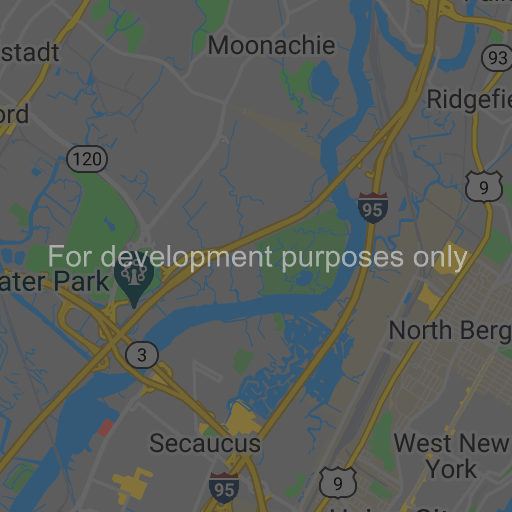 Moonachie
stadt
93
ord
Ridgefie
120
9
95
For development purposes only
ater Park
North Berg
3
Secaucus
West New
York
95
9